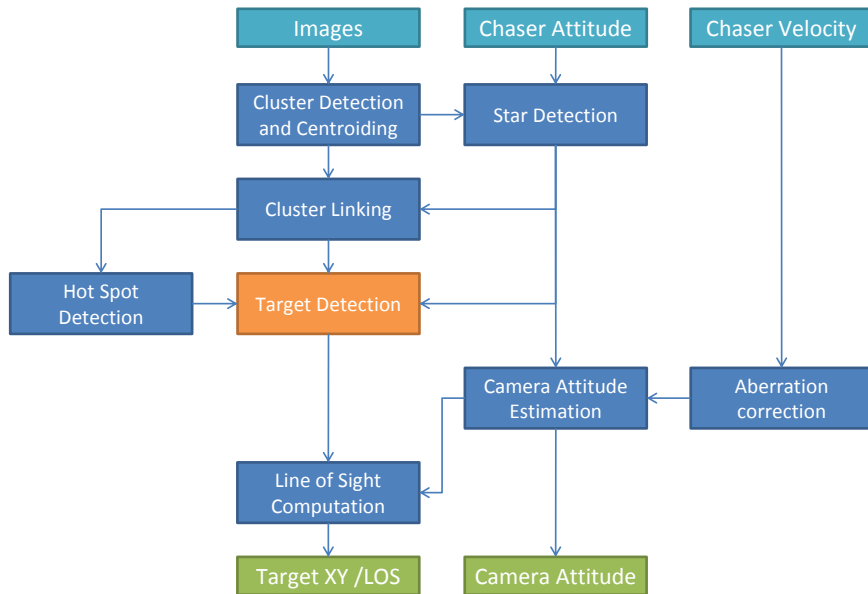 Images
Chaser Attitude
Chaser Velocity
Cluster Detection
and Centroiding
Star Detection
Cluster Linking
Hot Spot
Detection
Target Detection
Camera Attitude
Estimation
Aberration
correction
Line of Sight
Computation
Target XY /LOS
Camera Attitude